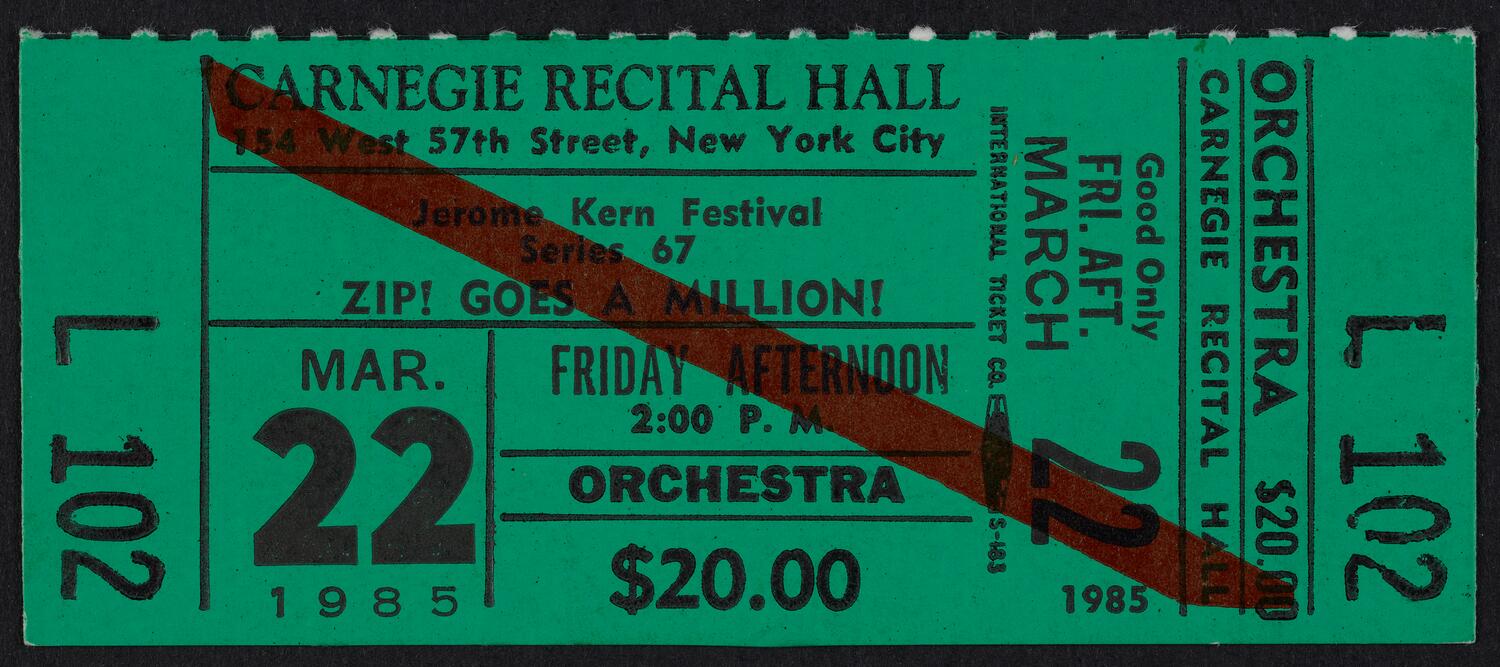 L 102
CARNEGIE RECITAL HALL
154 West 57th Street, New York City
Jerome Kern Festival
Series 67
ZIP! GOES A MILLION!
MAR.
22
1985
FRIDAY AFTERNOON
2:00 P. M.
ORCHESTRA
$20.00
INTERNATIONAL TICKET CO. S-183
Good Only
FRI. AFT.
MARCH
22
1985
CARNEGIE RECITAL HALL
ORCHESTRA $20.00
L 102